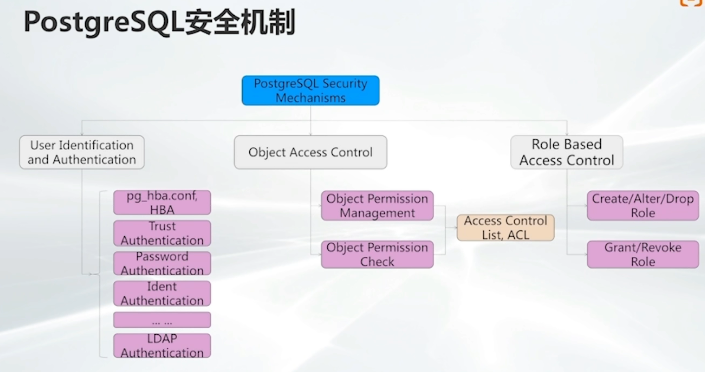 PostgreSQL安全机制
PostgreSQL Security
Mechanisms
User Identification
and Authentication
Object Access Control
Role Based
Access Control
pg_hba.conf,
HBA
Trust
Authentication
Password
Authentication
Ident
Authentication
... ...
LDAP
Authentication
Object Permission
Management
Object Permission
Check
Access Control
List, ACL
Create/Alter/Drop
Role
Grant/Revoke
Role